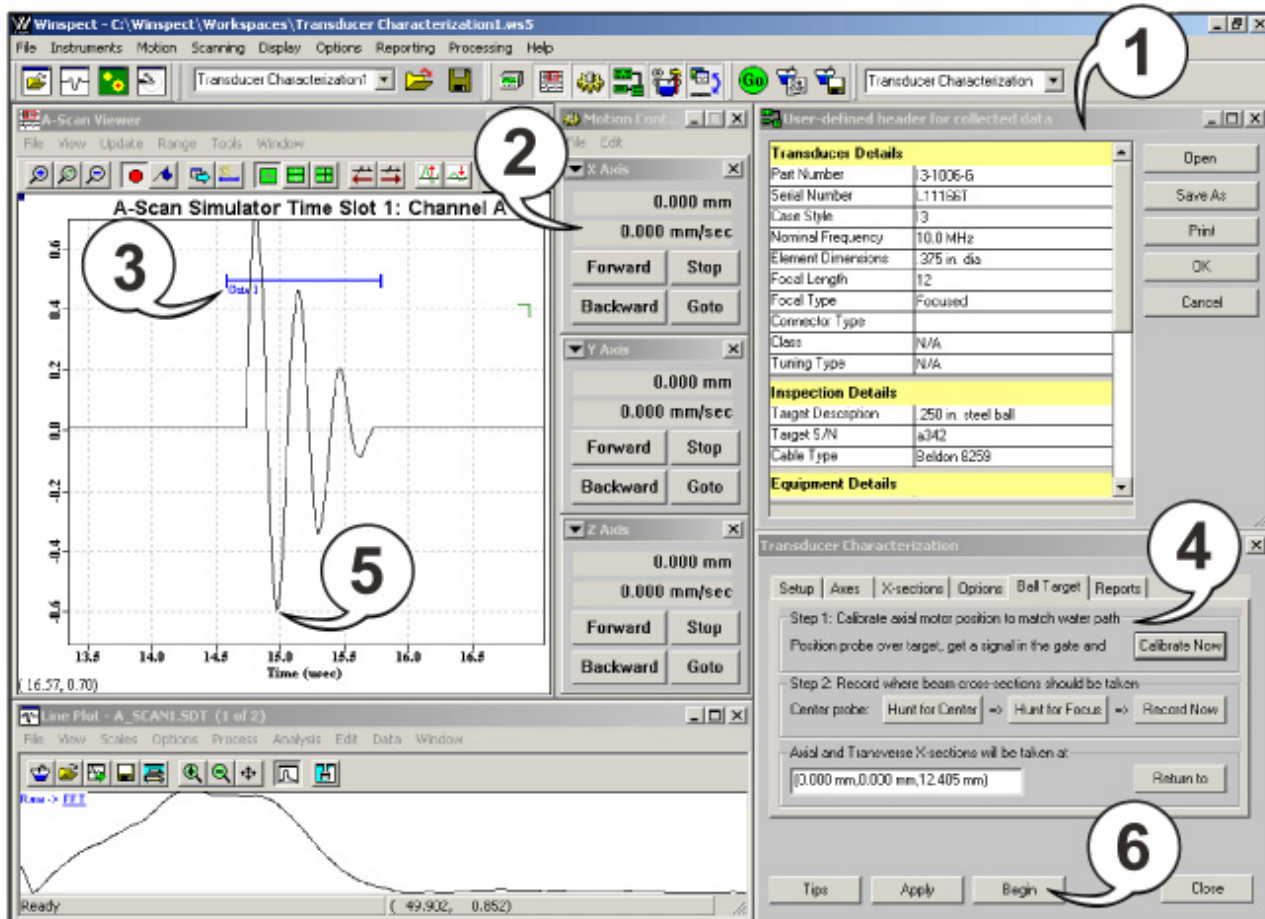 Winspect - C:\Winspect\Workspaces\Transducer Characterization1.ws5
File Instruments Motion Scanning Display Options Reporting Processing Help
Transducer Characterization1
Go
Transducer Characterization
1
A-Scan Viewer
File View Update Range Tools Window
A-Scan Simulator Time Slot 1: Channel A
0.6
0.4
0.2
0.0
-0.2
-0.4
-0.6
3
5
13.5 14.0 14.5 15.0 15.5 16.0 16.5
Time (usec)
( 16.57, 0.70)
2
Motion Cont...
File Edit
X Axis
0.000 mm
0.000 mm/sec
Forward Stop
Backward Goto
Y Axis
0.000 mm
0.000 mm/sec
Forward Stop
Backward Goto
Z Axis
0.000 mm
0.000 mm/sec
Forward Stop
Backward Goto
User-defined header for collected data
Transducer Details
Part Number I3-1006-G
Serial Number L11166T
Case Style I3
Nominal Frequency 10.0 MHz
Element Dimensions .375 in. dia
Focal Length 12
Focal Type Focused
Connector Type
Class N/A
Tuning Type N/A
Inspection Details
Target Description .250 in. steel ball
Target S/N a342
Cable Type Beldon 8259
Equipment Details
Open
Save As
Print
OK
Cancel
Transducer Characterization
4
Setup Axes X-sections Options Ball Target Reports
Step 1: Calibrate axial motor position to match water path
Position probe over target, get a signal in the gate and Calibrate Now
Step 2: Record where beam cross-sections should be taken
Center probe: Hunt for Center => Hunt for Focus => Record Now
Axial and Transverse X-sections will be taken at
(0.000 mm,0.000 mm,12.405 mm) Return to
6
Tips Apply Begin Close
Line Plot - A_SCAN1.SDT (1 of 2)
File View Scales Options Process Analysis Edit Data Window
Raw -> FFT
Ready ( 49.902, 0.852)